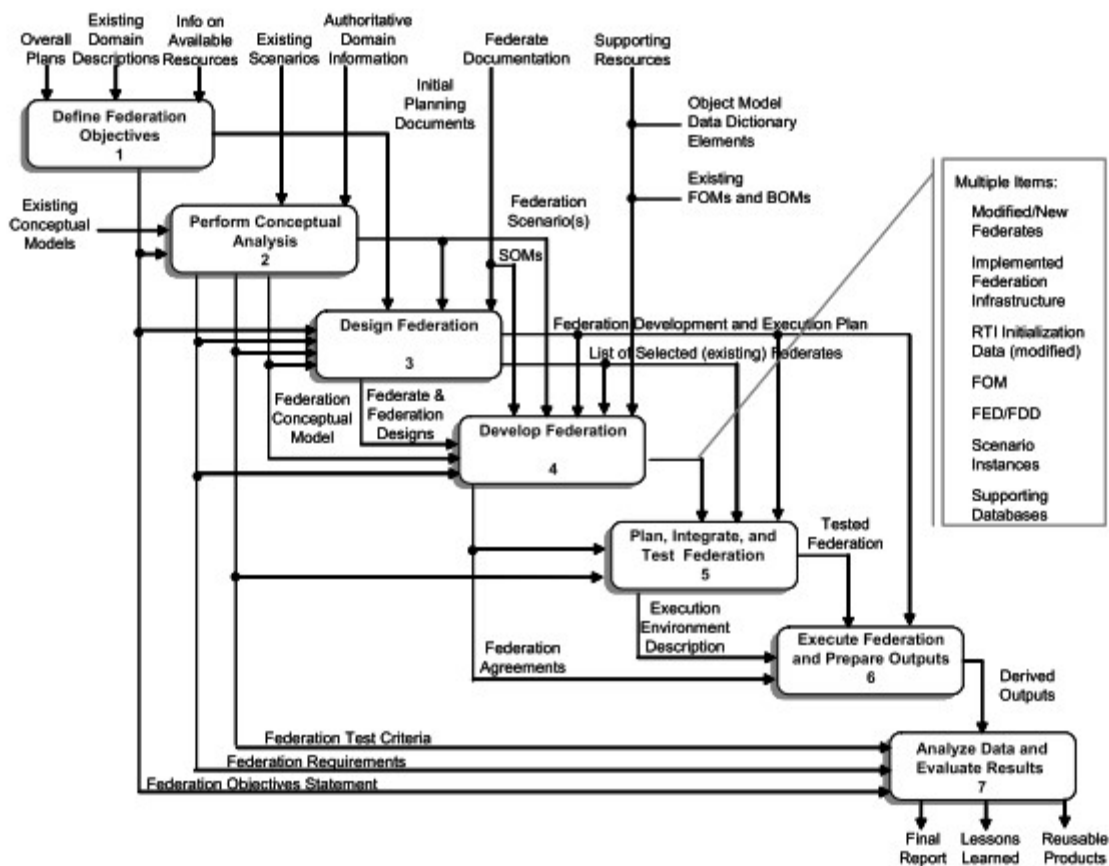 Overall
Plans
Existing
Domain
Descriptions
Info on
Available
Resources
Existing
Scenarios
Authoritative
Domain
Information
Federate
Documentation
Supporting
Resources
Define Federation
Objectives
1
Initial
Planning
Documents
Object Model
Data Dictionary
Elements
Existing
FOMs and BOMs
Existing
Conceptual
Models
Perform Conceptual
Analysis
2
Federation
Scenario(s)
SOMs
Multiple Items:
Modified/New
Federates
Implemented
Federation
Infrastructure
RTI Initialization
Data (modified)
FOM
FED/FDD
Scenario
Instances
Supporting
Databases
Design Federation
3
Federation Development and Execution Plan
List of Selected (existing) Federates
Federation
Conceptual
Model
Federate &
Federation
Designs
Develop Federation
4
Plan, Integrate, and
Test Federation
5
Tested
Federation
Execution
Environment
Description
Federation
Agreements
Execute Federation
and Prepare Outputs
6
Derived
Outputs
Federation Test Criteria
Federation Requirements
Federation Objectives Statement
Analyze Data and
Evaluate Results
7
Final
Report
Lessons
Learned
Reusable
Products